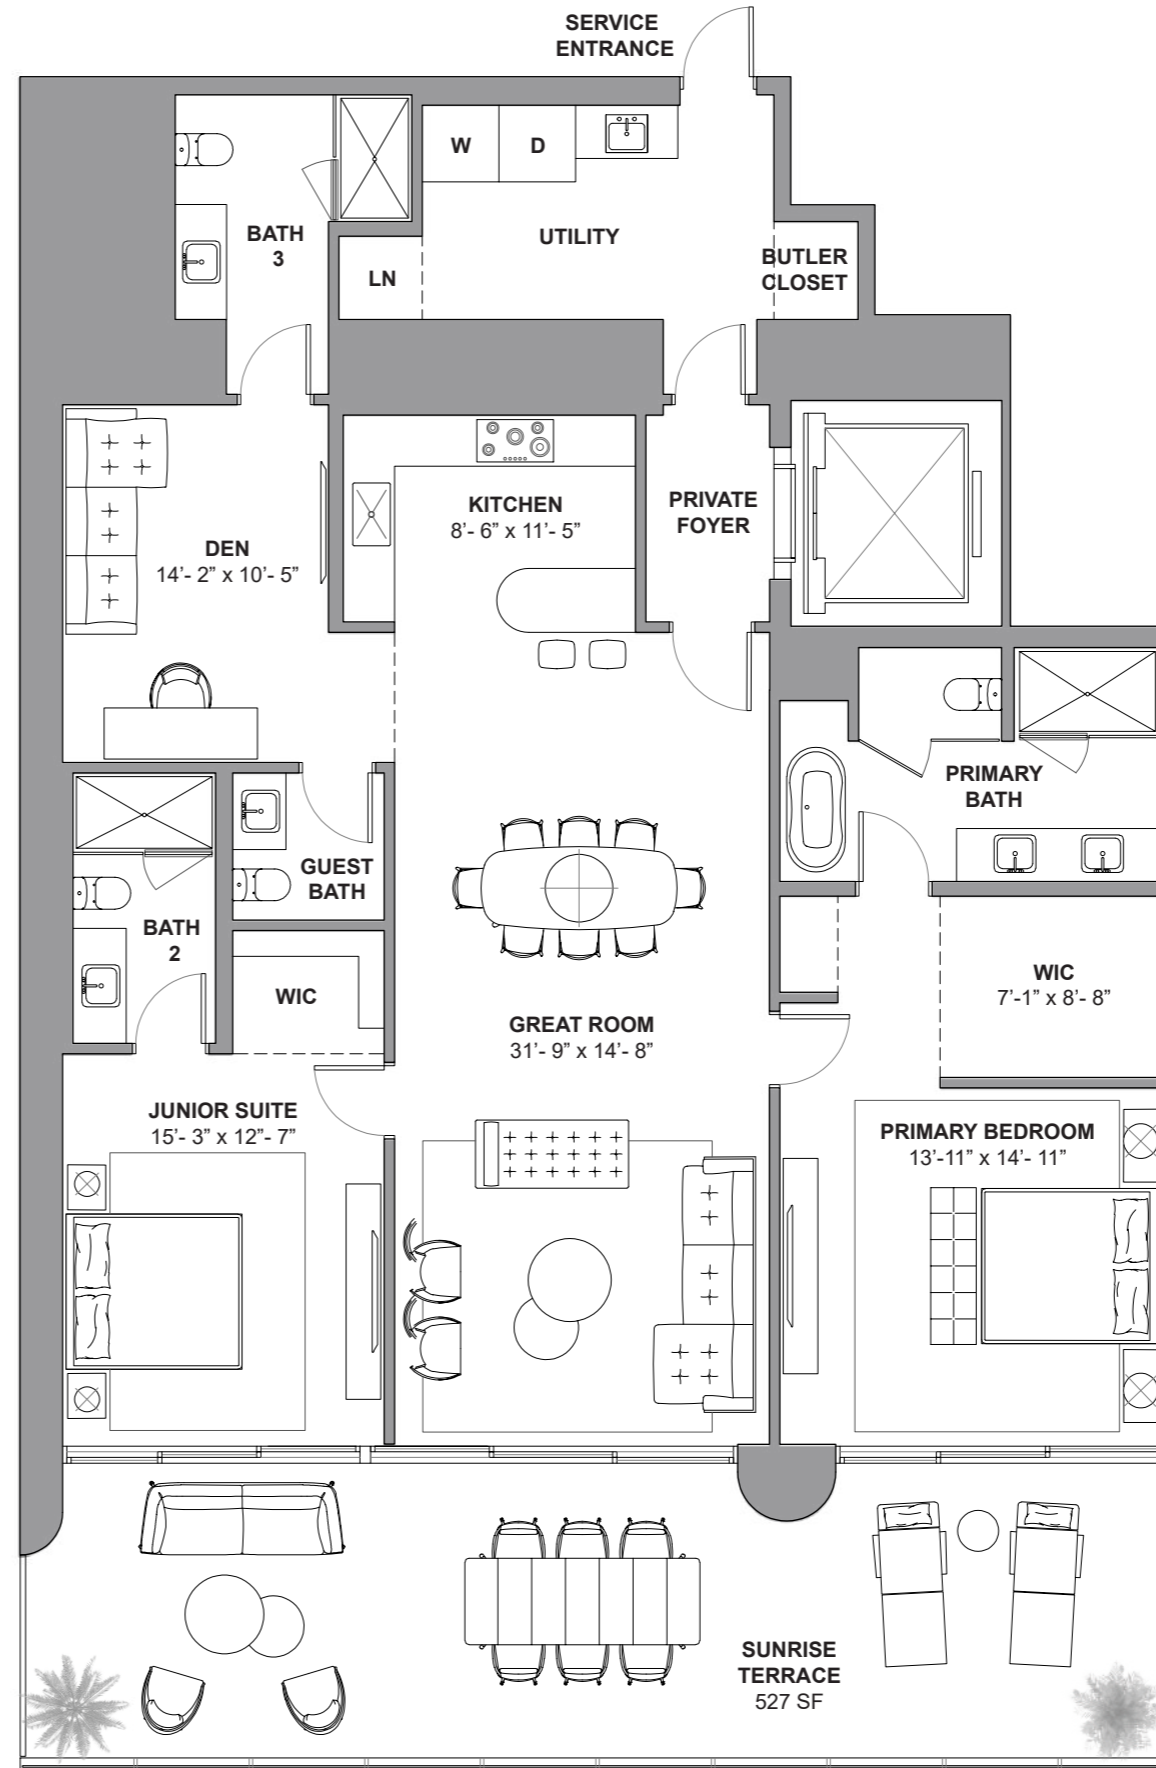 SERVICE
ENTRANCE
W
D
BATH
3
UTILITY
LN
BUTLER
CLOSET
KITCHEN
8’- 6” x 11’- 5”
PRIVATE
FOYER
DEN
14’- 2” x 10’- 5”
PRIMARY
BATH
GUEST
BATH
BATH
2
WIC
WIC
7’-1” x 8’- 8”
GREAT ROOM
31’- 9” x 14’- 8”
JUNIOR SUITE
15’- 3” x 12”- 7”
PRIMARY BEDROOM
13’-11” x 14’- 11”
SUNRISE
TERRACE
527 SF